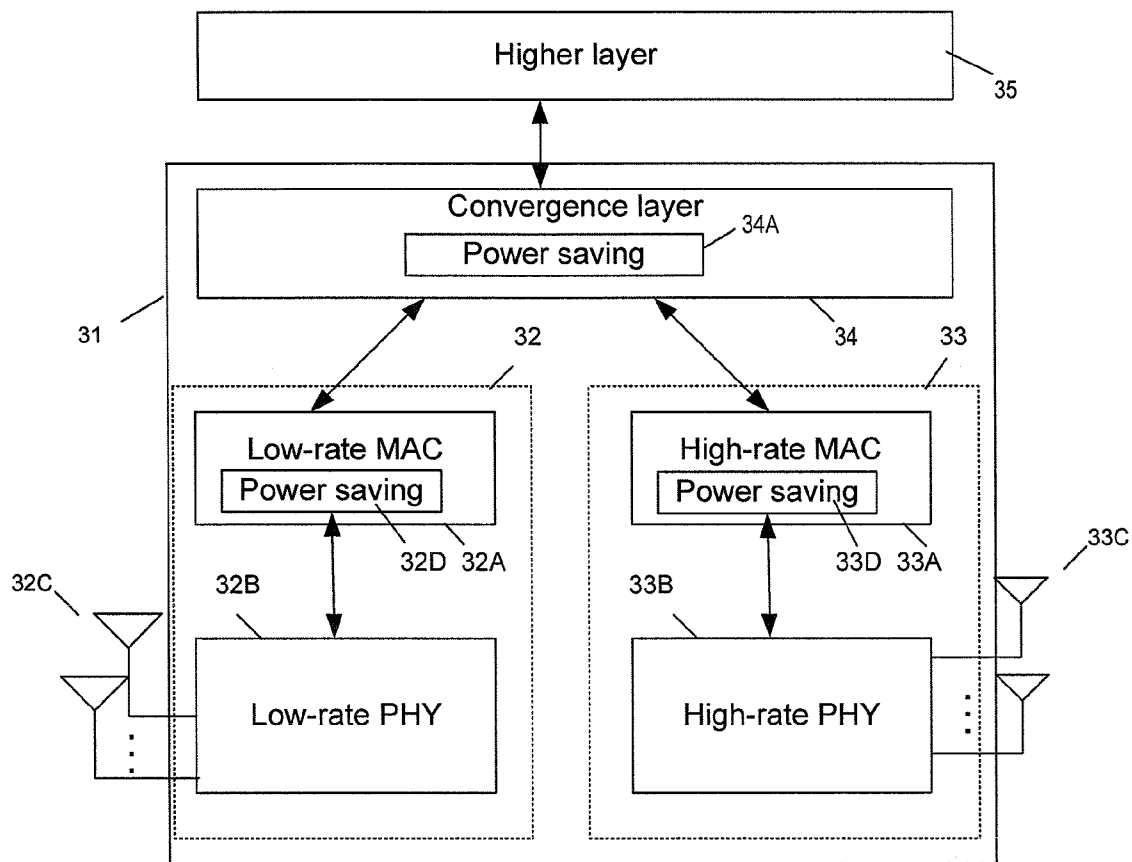 Higher layer
35
Convergence layer
Power saving
34A
31
32
34
33
Low-rate MAC
Power saving
High-rate MAC
Power saving
32C
32B
32D
32A
33B
33D
33A
33C
Low-rate PHY
High-rate PHY